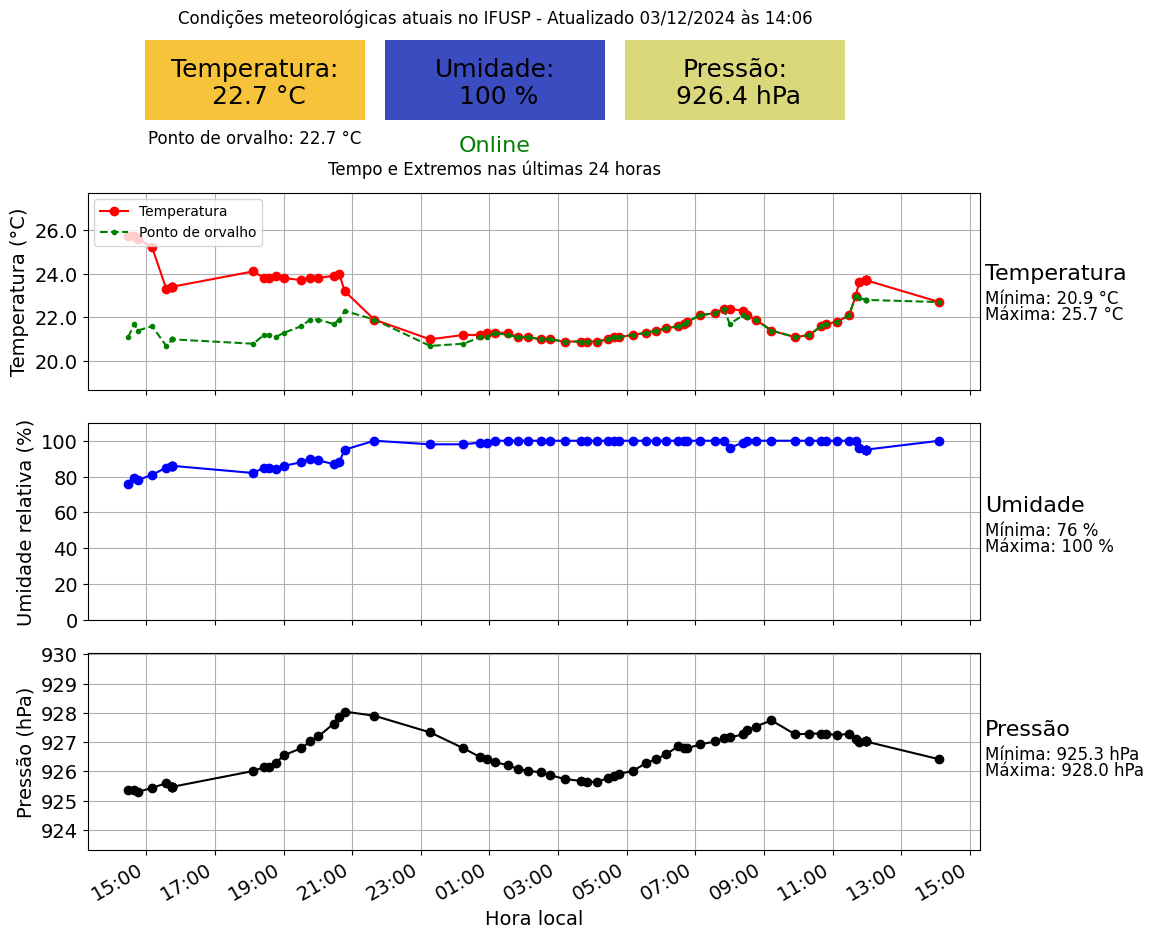 Condições meteorológicas atuais no IFUSP - Atualizado 03/12/2024 às 14:06
Temperatura:
22.7 °C
Umidade:
100 %
Pressão:
926.4 hPa
Ponto de orvalho: 22.7 °C
Online
Tempo e Extremos nas últimas 24 horas
Temperatura (°C)
26.0
24.0
22.0
20.0
Temperatura
Ponto de orvalho
Temperatura
Mínima: 20.9 °C
Máxima: 25.7 °C
Umidade relativa (%)
100
80
60
40
20
0
Umidade
Mínima: 76 %
Máxima: 100 %
Pressão (hPa)
930
929
928
927
926
925
924
Pressão
Mínima: 925.3 hPa
Máxima: 928.0 hPa
15:00 17:00 19:00 21:00 23:00 01:00 03:00 05:00 07:00 09:00 11:00 13:00 15:00
Hora local